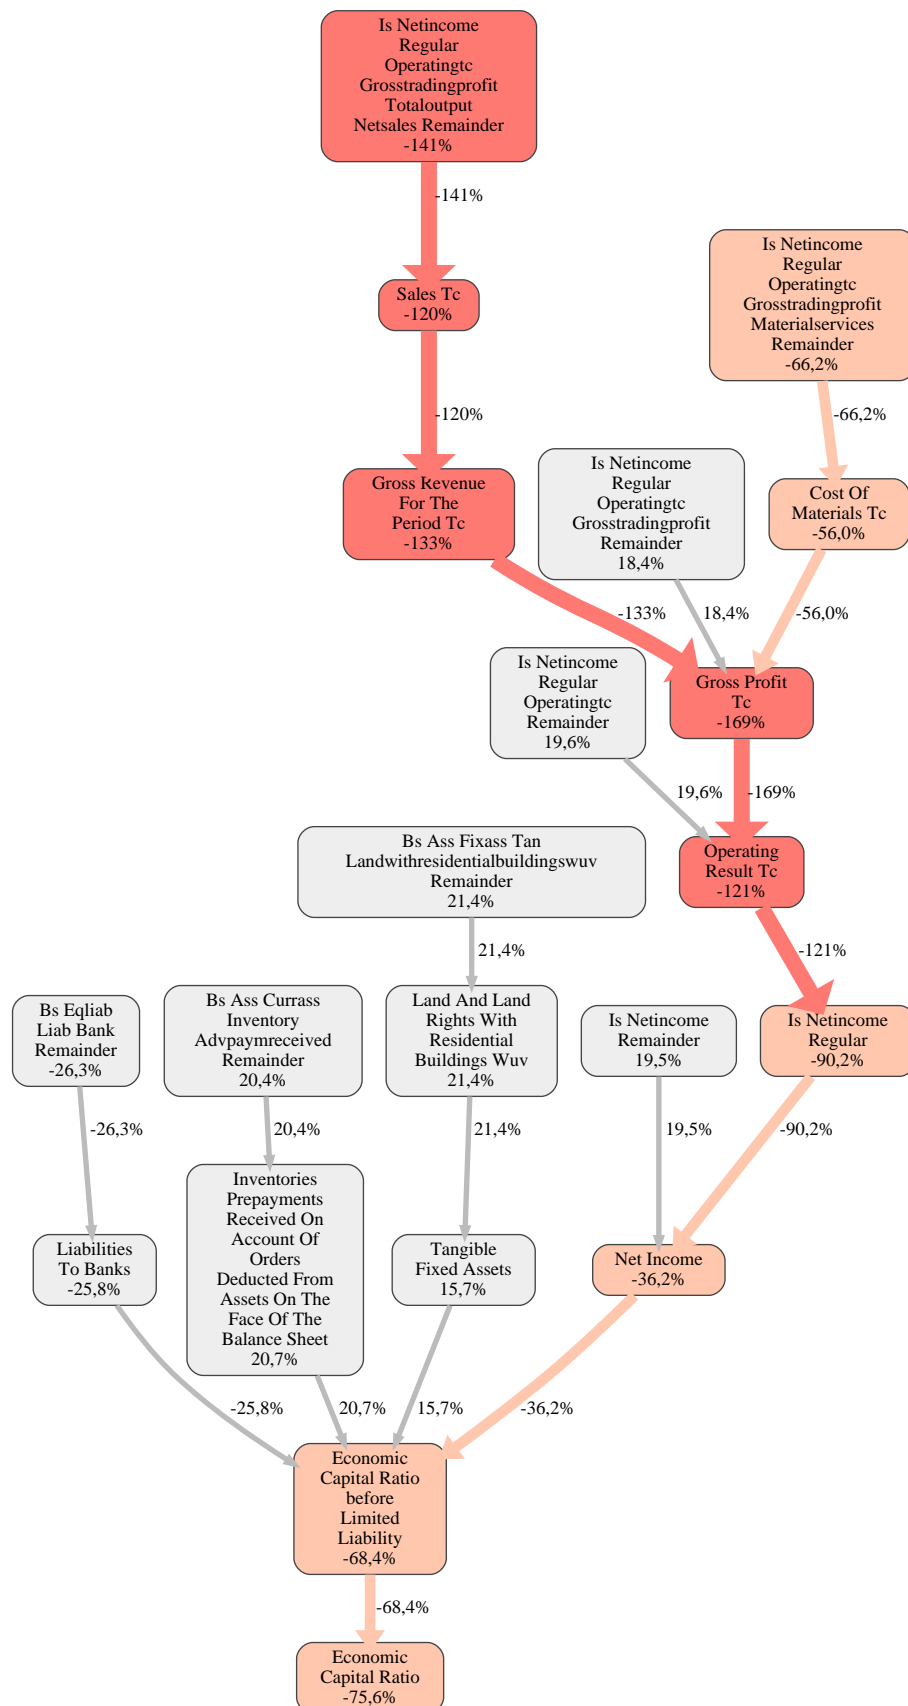 Is Netincome
Regular
Operatingtc
Grosstradingprofit
Totaloutput
Netsales Remainder
-141%
-141%
Sales Tc
-120%
Is Netincome
Regular
Operatingtc
Grosstradingprofit
Materialservices
Remainder
-66,2%
-120%
-66,2%
Gross Revenue
For The
Period Tc
-133%
Is Netincome
Regular
Operatingtc
Grosstradingprofit
Remainder
18,4%
Cost Of
Materials Tc
-56,0%
-133%
18,4%
-56,0%
Is Netincome
Regular
Operatingtc
Remainder
19,6%
Gross Profit
Tc
-169%
19,6%
-169%
Bs Ass Fixass Tan
Landwithresidentialbuildingswuv
Remainder
21,4%
Operating
Result Tc
-121%
21,4%
-121%
Bs Eqliab
Liab Bank
Remainder
-26,3%
Bs Ass Currass
Inventory
Advpaymreceived
Remainder
20,4%
Land And Land
Rights With
Residential
Buildings Wuv
21,4%
Is Netincome
Remainder
19,5%
Is Netincome
Regular
-90,2%
-26,3%
20,4%
21,4%
19,5%
-90,2%
Liabilities
To Banks
-25,8%
Inventories
Prepayments
Received On
Account Of
Orders
Deducted From
Assets On The
Face Of The
Balance Sheet
20,7%
Tangible
Fixed Assets
15,7%
Net Income
-36,2%
-25,8%
20,7%
15,7%
-36,2%
Economic
Capital Ratio
before
Limited
Liability
-68,4%
-68,4%
Economic
Capital Ratio
-75,6%